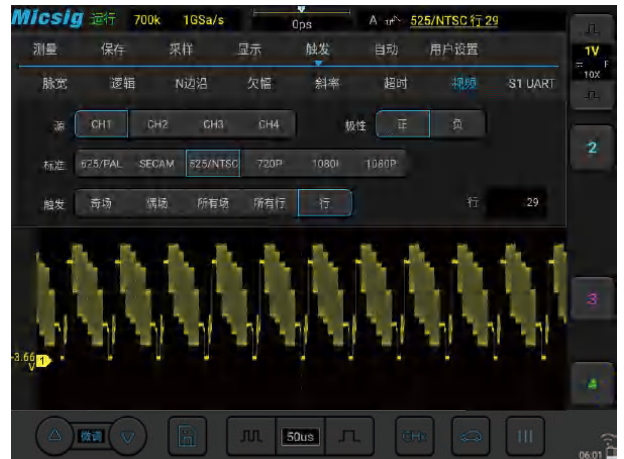 Micsig 运行 700k 1GSa/s 0ps A 525/NTSC 行 29
测量 保存 采样 显示 触发 自动 用户设置
脉宽 逻辑 N边沿 欠幅 斜率 超时 视频 S1 UART
源 CH1 CH2 CH3 CH4 极性 正 负
标准 625/PAL SECAM 525/NTSC 720P 1080I 1080P
触发 奇场 偶场 所有场 所有行 行 行 29
1V
F
10X
2
3
4
-3.66
V
1
微调 50us CHx
06:01